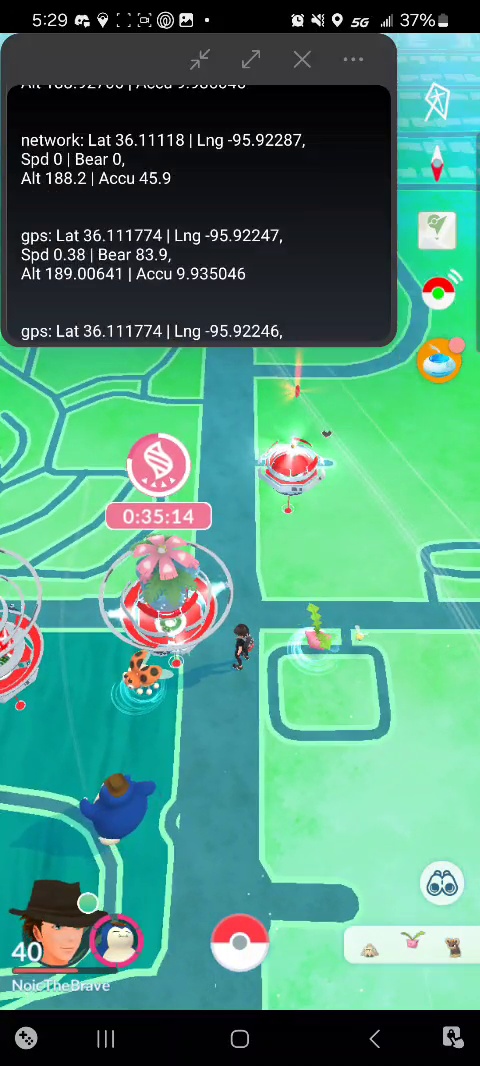 5:29
5G
37%
network: Lat 36.11118 | Lng -95.92287,
Spd 0 | Bear 0,
Alt 188.2 | Accu 45.9
gps: Lat 36.111774 | Lng -95.92247,
Spd 0.38 | Bear 83.9,
Alt 189.00641 | Accu 9.935046
gps: Lat 36.111774 | Lng -95.92246,
0:35:14
40
NoicTheBrave